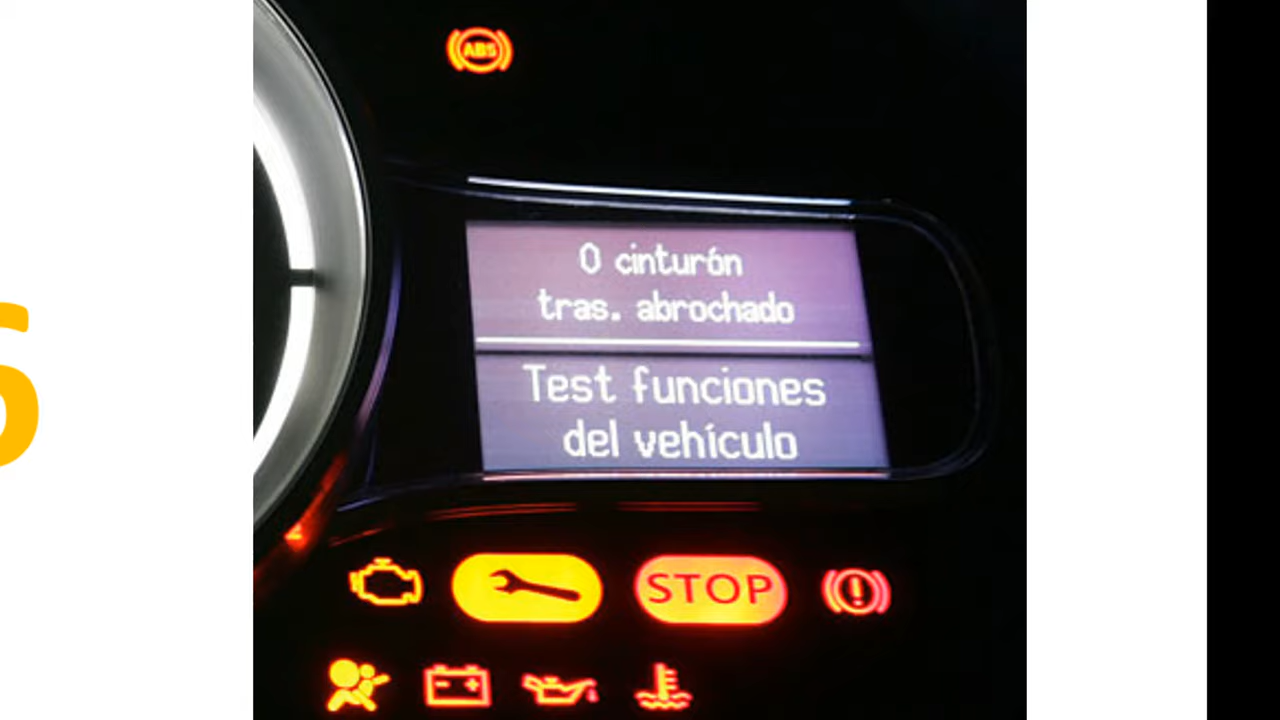 ABS
0 cinturón
tras. abrochado
Test funciones
del vehículo
STOP